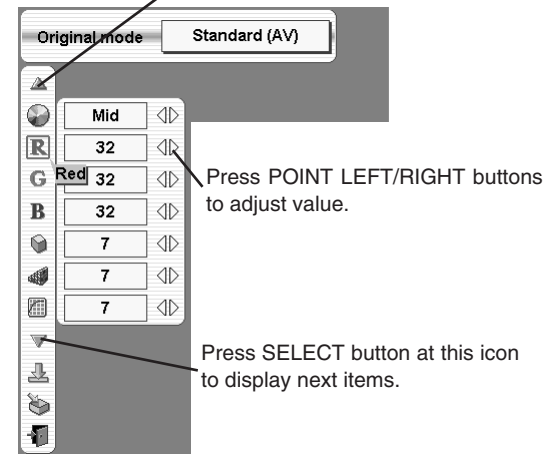 Original mode Standard (AV)
Mid
R 32
Red
G 32
B 32
7
7
7
Press POINT LEFT/RIGHT buttons
to adjust value.
Press SELECT button at this icon
to display next items.